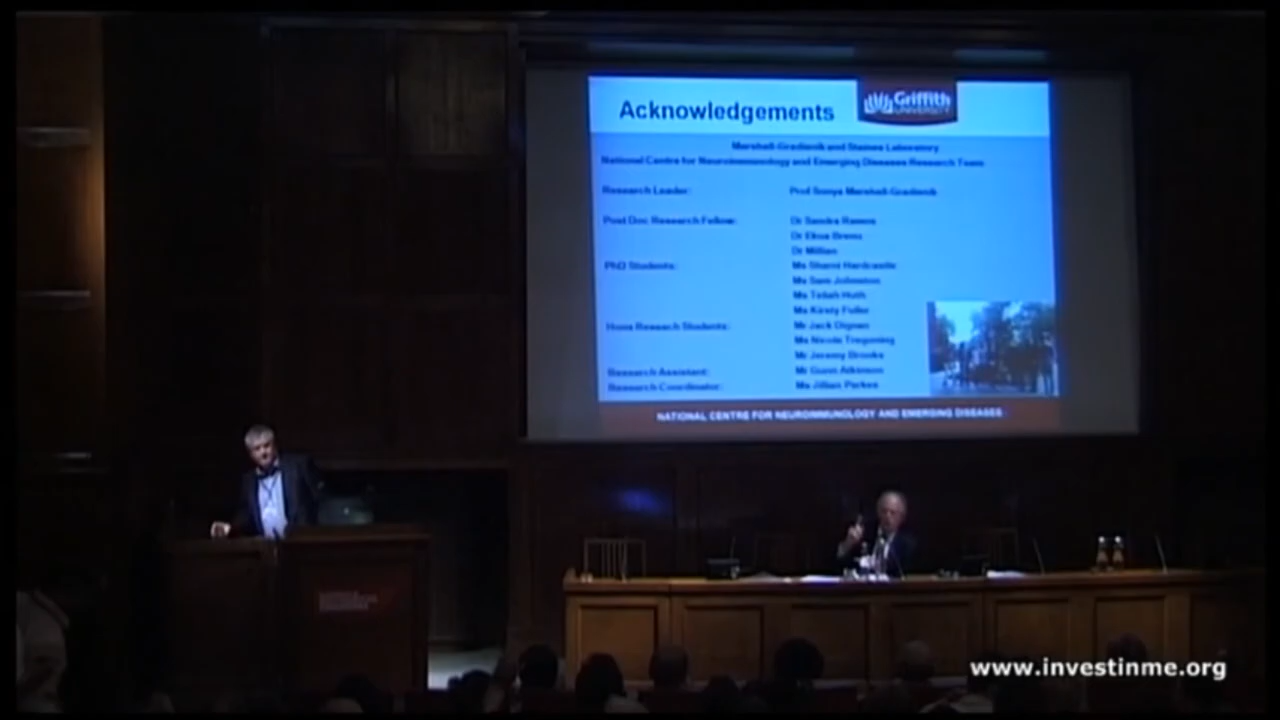 Acknowledgements
Griffith
UNIVERSITY
Marshall-Gradisnik and Staines Laboratory
National Centre for Neuroimmunology and Emerging Diseases Research Team
Research Leader: Prof Sonya Marshall-Gradisnik
Post Doc Research Fellow: Dr Sandra Ramos
Dr Ekua Brenu
Dr Millian
PhD Students: Ms Sharni Hardcastle
Ms Sam Johnston
Ms Teilah Huth
Ms Kirsty Fuller
Hons Research Students: Mr Jack
Ms Nicole Tregoning
Mr Jeremy Brooks
Research Assistant: Mr Gunn Atkinson
Research Coordinator: Ms Jillian Parkes
NATIONAL CENTRE FOR NEUROIMMUNOLOGY AND EMERGING DISEASES
www.investinme.org